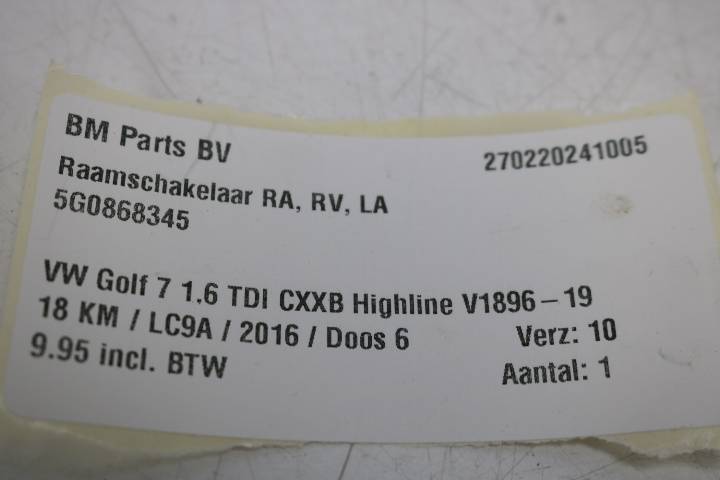 BM Parts BV 270220241005
Raamschakelaar RA, RV, LA
5G0868345
VW Golf 7 1.6 TDI CXXB Highline V1896 – 19
18 KM / LC9A / 2016 / Doos 6 Verz: 10
9.95 incl. BTW Aantal: 1